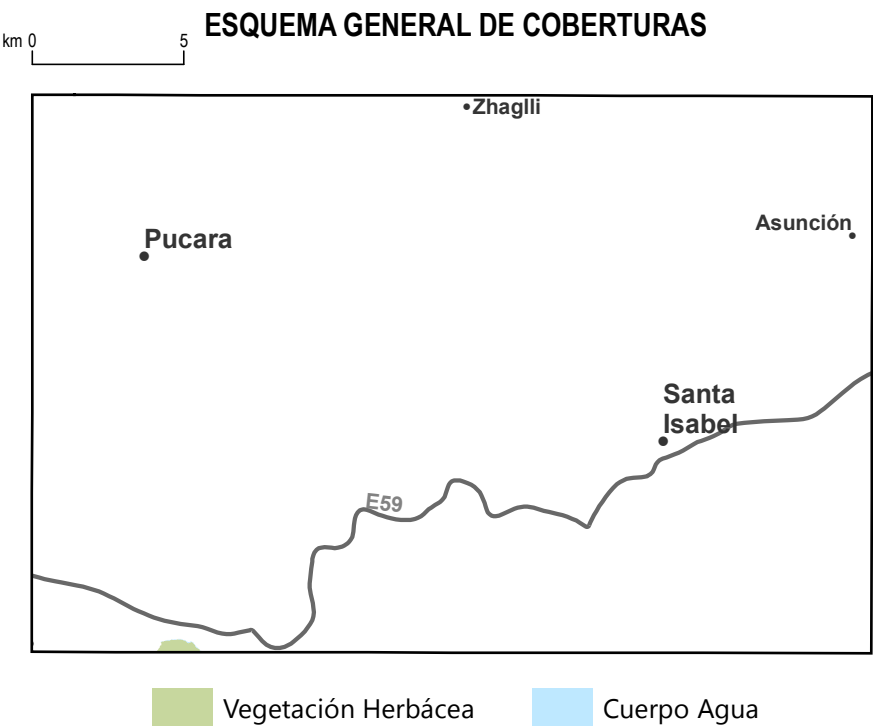 ESQUEMA GENERAL DE COBERTURAS
km 0 5
Zhaglli
Asunción
Pucara
Santa
Isabel
E59
Vegetación Herbácea
Cuerpo Agua